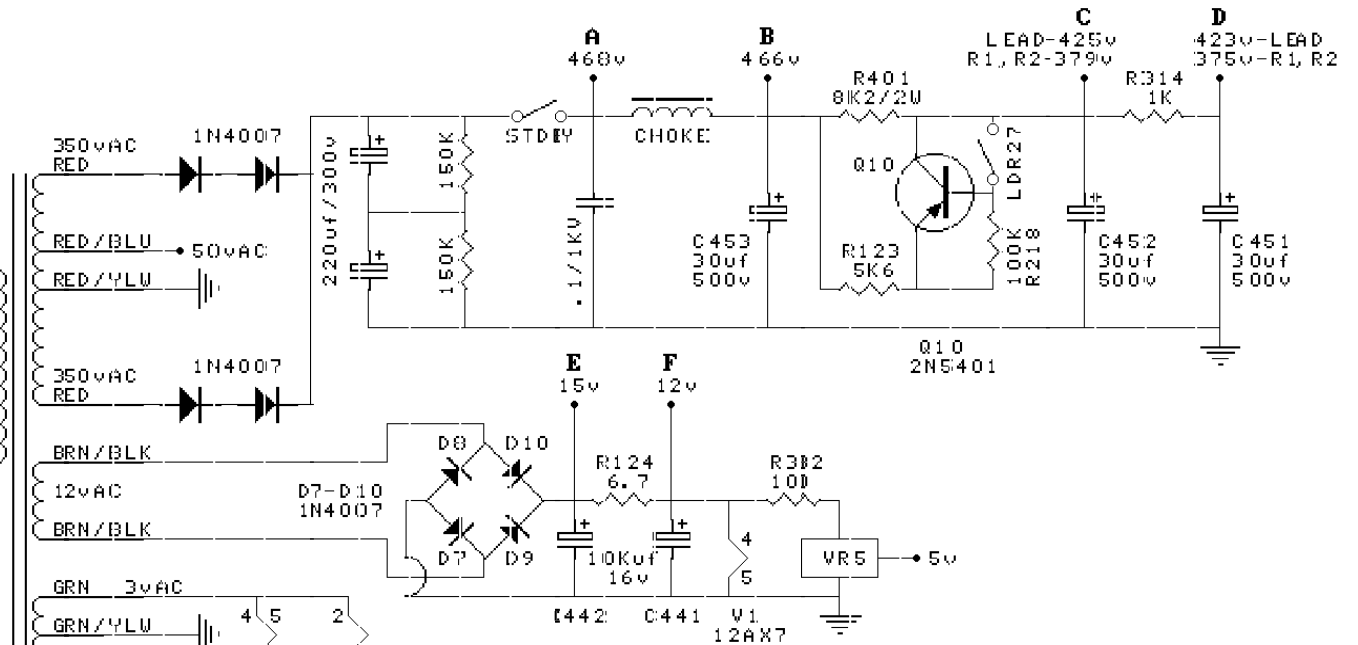 A
468v
B
466v
C
LEAD-425v
R1,R2-379v
D
423v-LEAD
375v-R1,R2
R401
8K2/2W
R314
1K
350vAC
RED
1N4007
STDBY
CHOKE
Q10
LDR27
220uf/300v
150K
150K
.1/1KV
RED/BLU
50vAC
RED/YLW
C453
30uf
500v
R123
5K6
100K
R218
C452
30uf
500v
C451
30uf
500v
Q10
2N5401
350vAC
RED
1N4007
E
15v
F
12v
BRN/BLK
12vAC
BRN/BLK
D7-D10
1N4007
D8
D10
D7
D9
R124
6.7
R302
100
10Kuf
16v
4
5
VR5
5v
C442
C441
V1
12AX7
GRN
3vAC
GRN/YLW
4
5
2